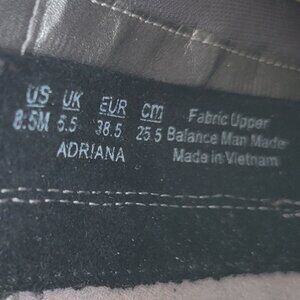 US UK EUR cm Fabric Upper
8.5M 6.5 38.5 25.5 Balance Man Made
ADRIANA Made in Vietnam